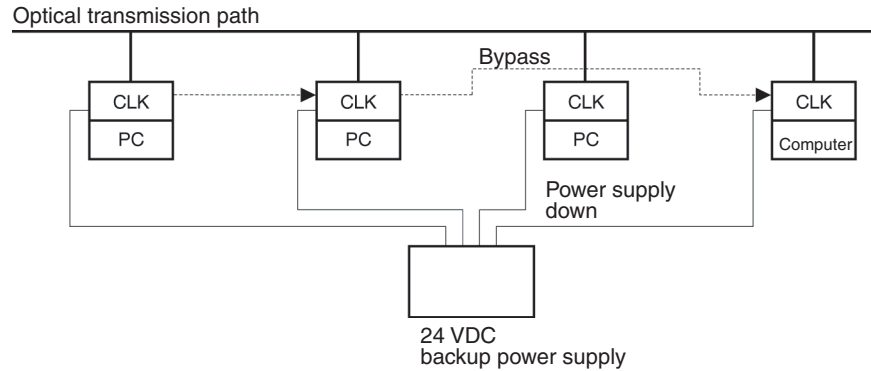 Optical transmission path
Bypass
CLK
CLK
CLK
CLK
PC
PC
PC
Computer
Power supply
down
24 VDC
backup power supply